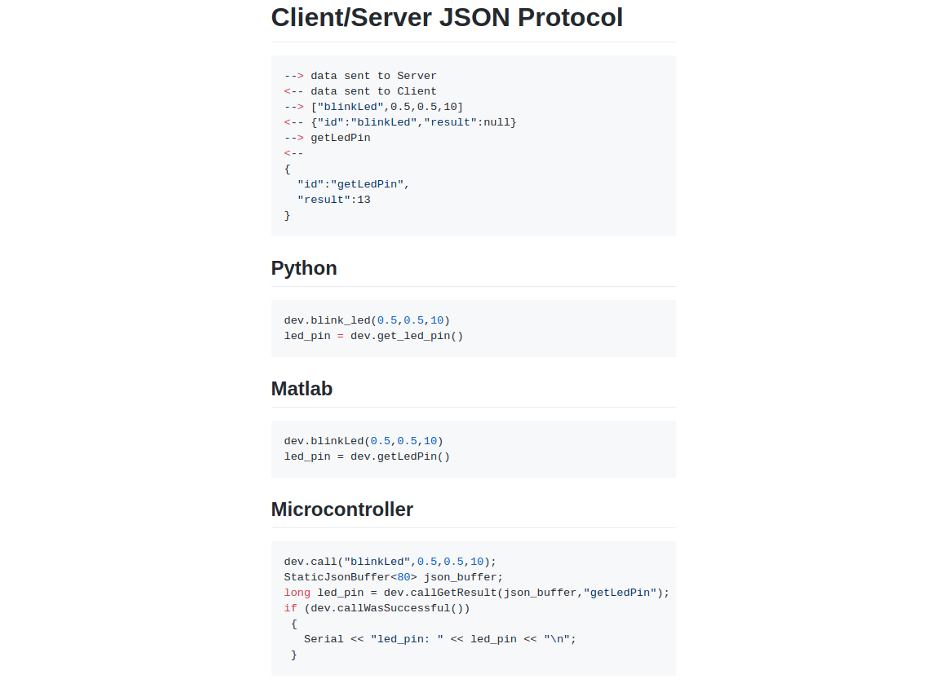 Client/Server JSON Protocol
--> data sent to Server
<-- data sent to Client
--> ["blinkLed",0.5,0.5,10]
<-- {"id":"blinkLed","result":null}
--> getLedPin
<--
{
  "id":"getLedPin",
  "result":13
}
Python
dev.blink_led(0.5,0.5,10)
led_pin = dev.get_led_pin()
Matlab
dev.blinkLed(0.5,0.5,10)
led_pin = dev.getLedPin()
Microcontroller
dev.call("blinkLed",0.5,0.5,10);
StaticJsonBuffer<80> json_buffer;
long led_pin = dev.callGetResult(json_buffer,"getLedPin");
if (dev.callWasSuccessful())
 {
   Serial << "led_pin: " << led_pin << "\n";
 }